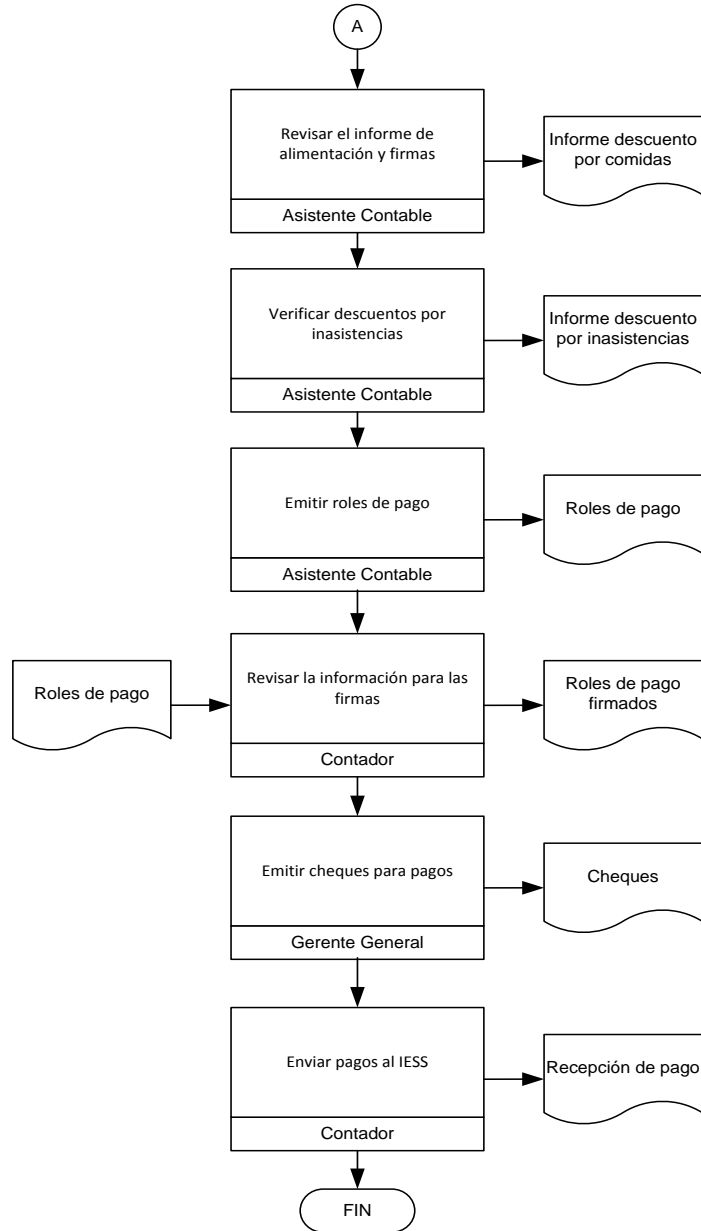 A
Revisar el informe de
alimentación y firmas
Asistente Contable
Informe descuento
por comidas
Verificar descuentos por
inasistencias
Asistente Contable
Informe descuento
por inasistencias
Emitir roles de pago
Asistente Contable
Roles de pago
Roles de pago
Revisar la información para las
firmas
Contador
Roles de pago
firmados
Emitir cheques para pagos
Gerente General
Cheques
Enviar pagos al IESS
Contador
Recepción de pago
FIN